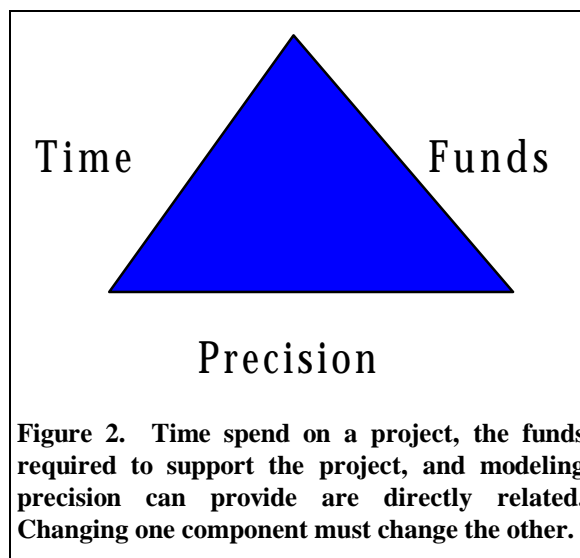 Time
Funds
Precision
Figure 2. Time spend on a project, the funds
required to support the project, and modeling
precision can provide are directly related.
Changing one component must change the other.